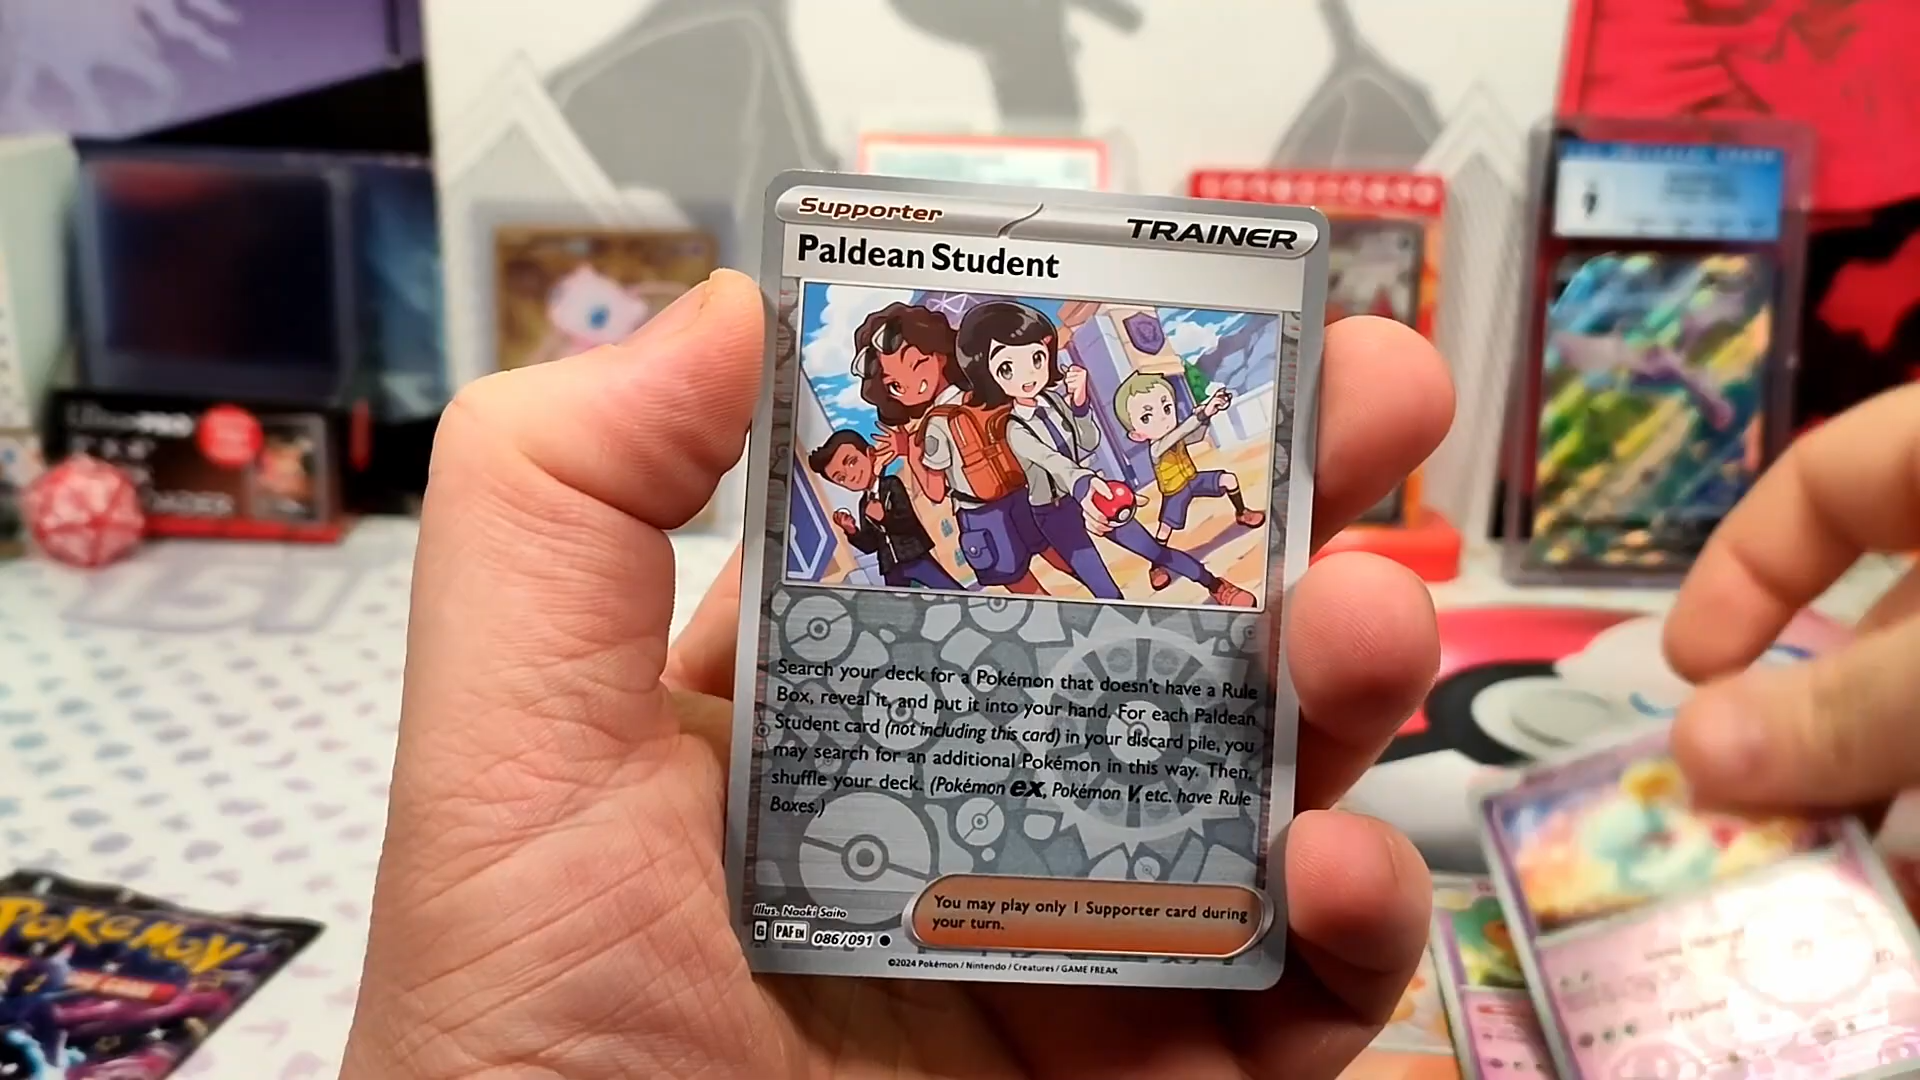 Supporter
TRAINER
Paldean Student
Search your deck for a Pokémon that doesn't have a Rule
Box, reveal it, and put it into your hand. For each Paldean
Student card (not including this card) in your discard pile, you
may search for an additional Pokémon in this way. Then,
shuffle your deck. (Pokémon ex, Pokémon V, etc. have Rule
Boxes.)
You may play only 1 Supporter card during
your turn.
Illus. Naoki Saito
G PAF EN 086/091
©2024 Pokémon / Nintendo / Creatures / GAME FREAK
POKÉMON
9
151